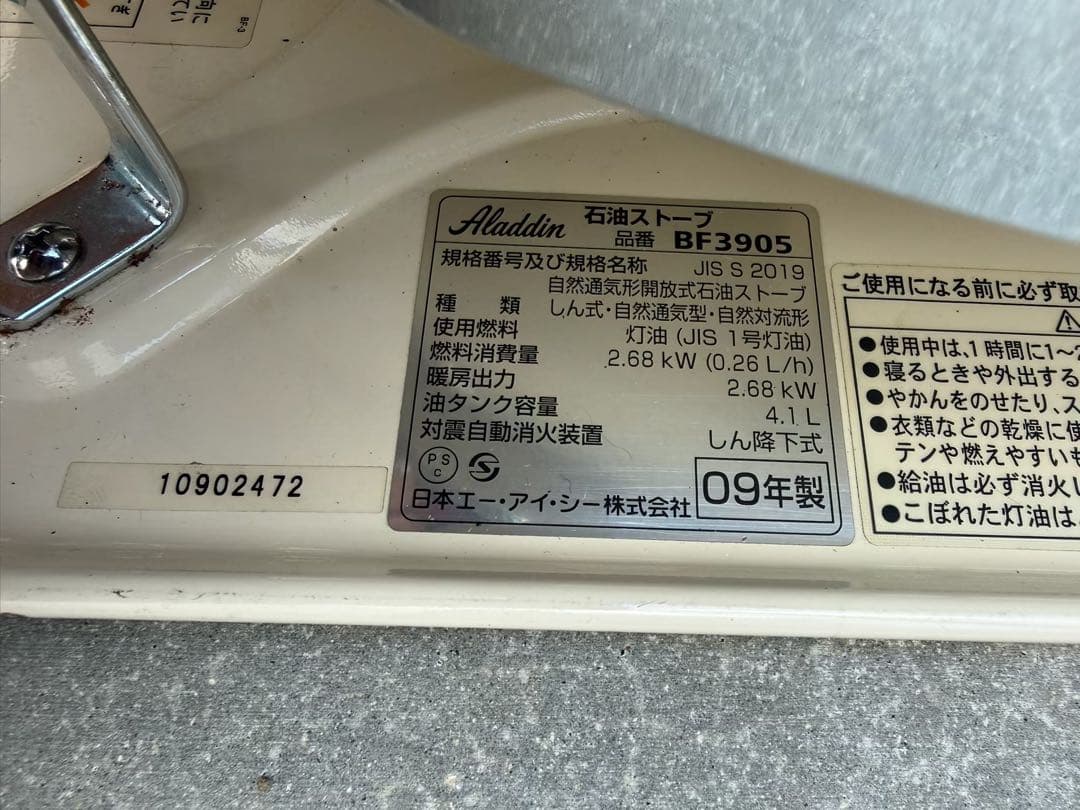 BF-3
Aladdin 石油ストーブ
品番 BF3905
規格番号及び規格名称 JIS S 2019
自然通気形開放式石油ストーブ
種 類 しん式・自然通気型・自然対流形
使用燃料 灯油 (JIS 1号灯油)
燃料消費量 2.68 kW (0.26 L/h)
暖房出力 2.68 kW
油タンク容量 4.1 L
対震自動消火装置 しん降下式
PS
C
日本エー・アイ・シー株式会社 09年製
10902472
ご使用になる前に必ず取
●使用中は、1時間に1~
●寝るときや外出する
●やかんをのせたり、ス
●衣類などの乾燥に使
テンや燃えやすいも
●給油は必ず消火し
●こぼれた灯油は